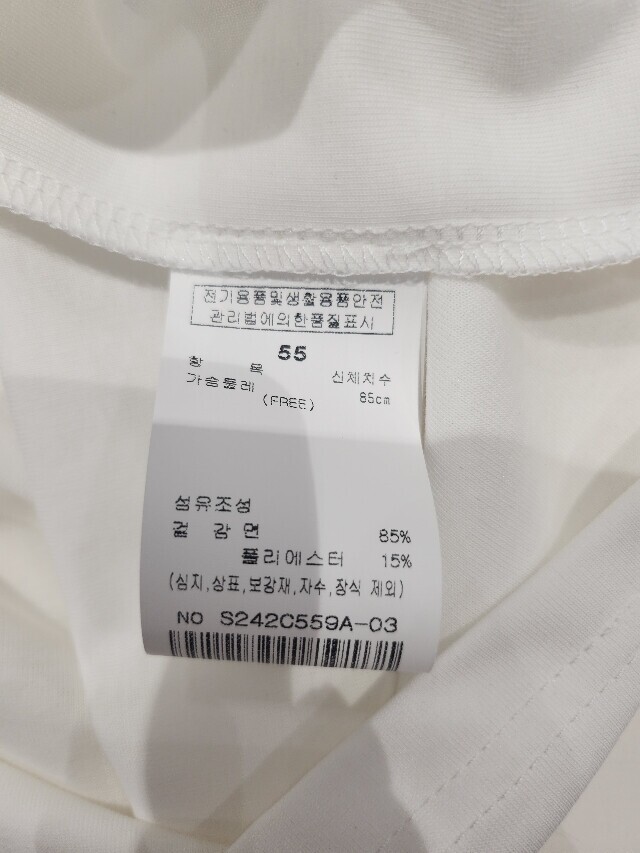 전기용품및생활용품안전
관리법에의한품질표시
55
항 목 신체치수
가슴둘레 85cm
(FREE)
섬유조성
겉 감 면 85%
폴리에스터 15%
(심지,상표,보강재,자수,장식 제외)
NO S242C559A-03